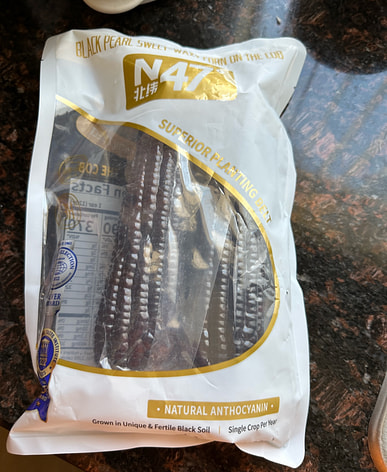 BLACK PEARL SWEET-WAXY CORN ON THE COB
N47°
北纬
SUPERIOR PLANTING BELT
• NATURAL ANTHOCYANIN •
Grown in Unique & Fertile Black Soil | Single Crop Per Year